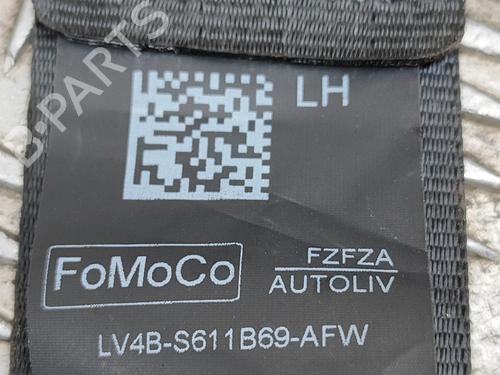 LH
FoMoCo
FZFZA
AUTOLIV
LV4B-S611B69-AFW
B-PARTS